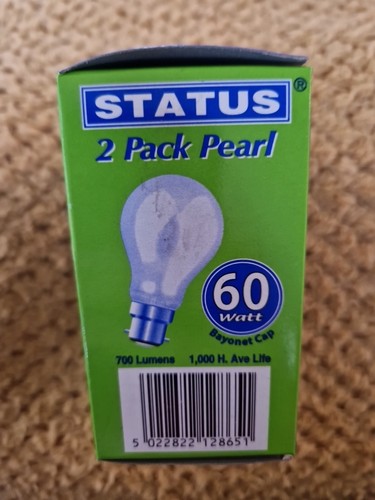 STATUS®
2 Pack Pearl
60
Watt
Bayonet Cap
700 Lumens 1,000 H. Ave Life
5 022822 128651